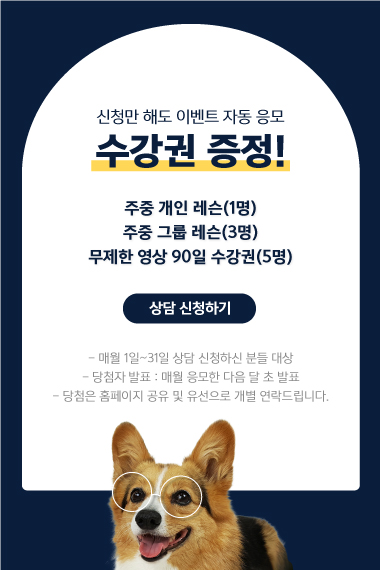 신청만 해도 이벤트 자동 응모
수강권 증정!
주중 개인 레슨(1명)
주중 그룹 레슨(3명)
무제한 영상 90일 수강권(5명)
상담 신청하기
- 매월 1일~31일 상담 신청하신 분들 대상
- 당첨자 발표 : 매월 응모한 다음 달 초 발표
- 당첨은 홈페이지 공유 및 유선으로 개별 연락드립니다.